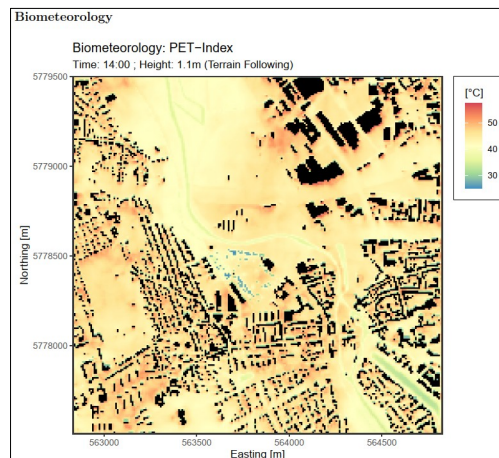 Biometeorology
Biometeorology: PET-Index
Time: 14:00 ; Height: 1.1m (Terrain Following)
5779500
5779000
5778500
5778000
Northing [m]
563000
563500
564000
564500
Easting [m]
[°C]
50
40
30